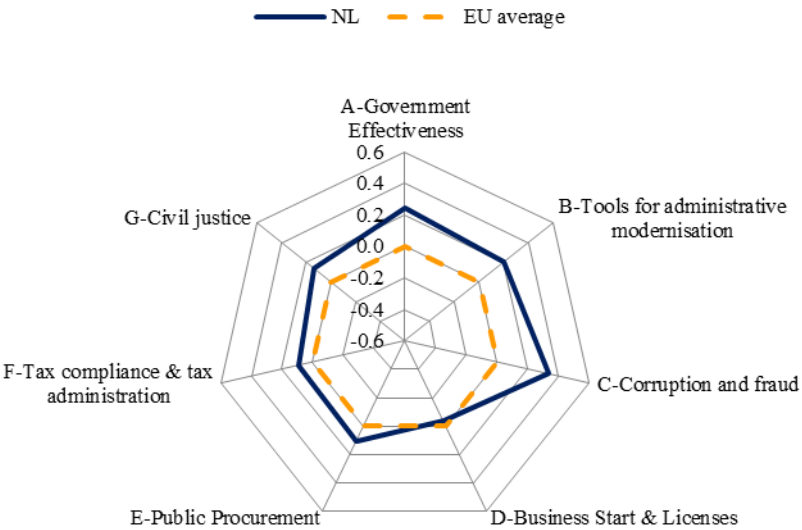 NL
EU average
A-Government
Effectiveness
0.6
0.4
0.2
0.0
-0.2
-0.4
-0.6
B-Tools for administrative
modernisation
C-Corruption and fraud
D-Business Start & Licenses
E-Public Procurement
F-Tax compliance & tax
administration
G-Civil justice